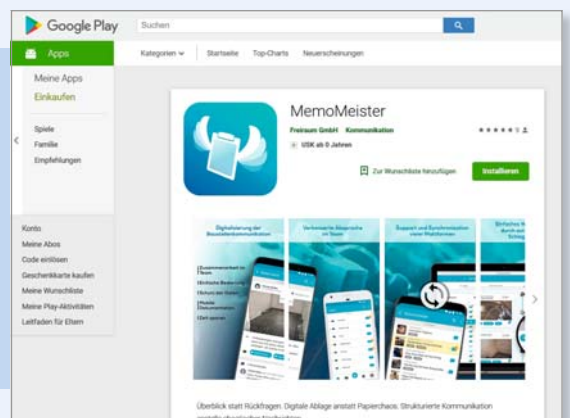 Google Play
Suchen
Apps
Kategorien
Startseite
Top-Charts
Neuerscheinungen
Meine Apps
Einkaufen
Spiele
Familie
Empfehlungen
Konto
Meine Abos
Code einlösen
Geschenkkarte kaufen
Meine Wunschliste
Meine Play-Aktivitäten
Leitfaden für Eltern
MemoMeister
Freiraum GmbH Kommunikation
USK ab 0 Jahren
Zur Wunschliste hinzufügen
Installieren
Digitalisierung der
Baustellenkommunikation
Verbesserte Absprache
im Team
Support und Synchronisation
vieler Plattformen
Überblick statt Rückfragen. Digitale Ablage anstatt Papierchaos. Strukturierte Kommunikation